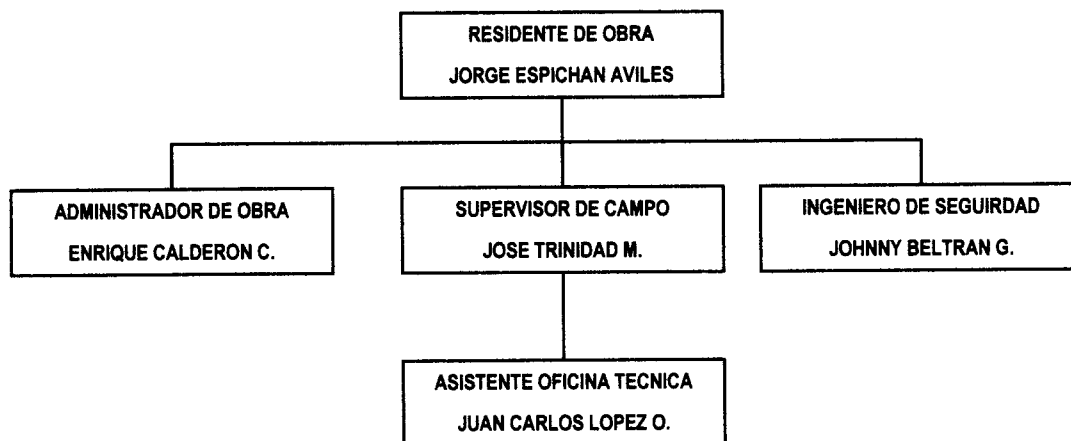 RESIDENTE DE OBRA
JORGE ESPICHAN AVILES
ADMINISTRADOR DE OBRA
ENRIQUE CALDERON C.
SUPERVISOR DE CAMPO
JOSE TRINIDAD M.
INGENIERO DE SEGUIRDAD
JOHNNY BELTRAN G.
ASISTENTE OFICINA TECNICA
JUAN CARLOS LOPEZ O.